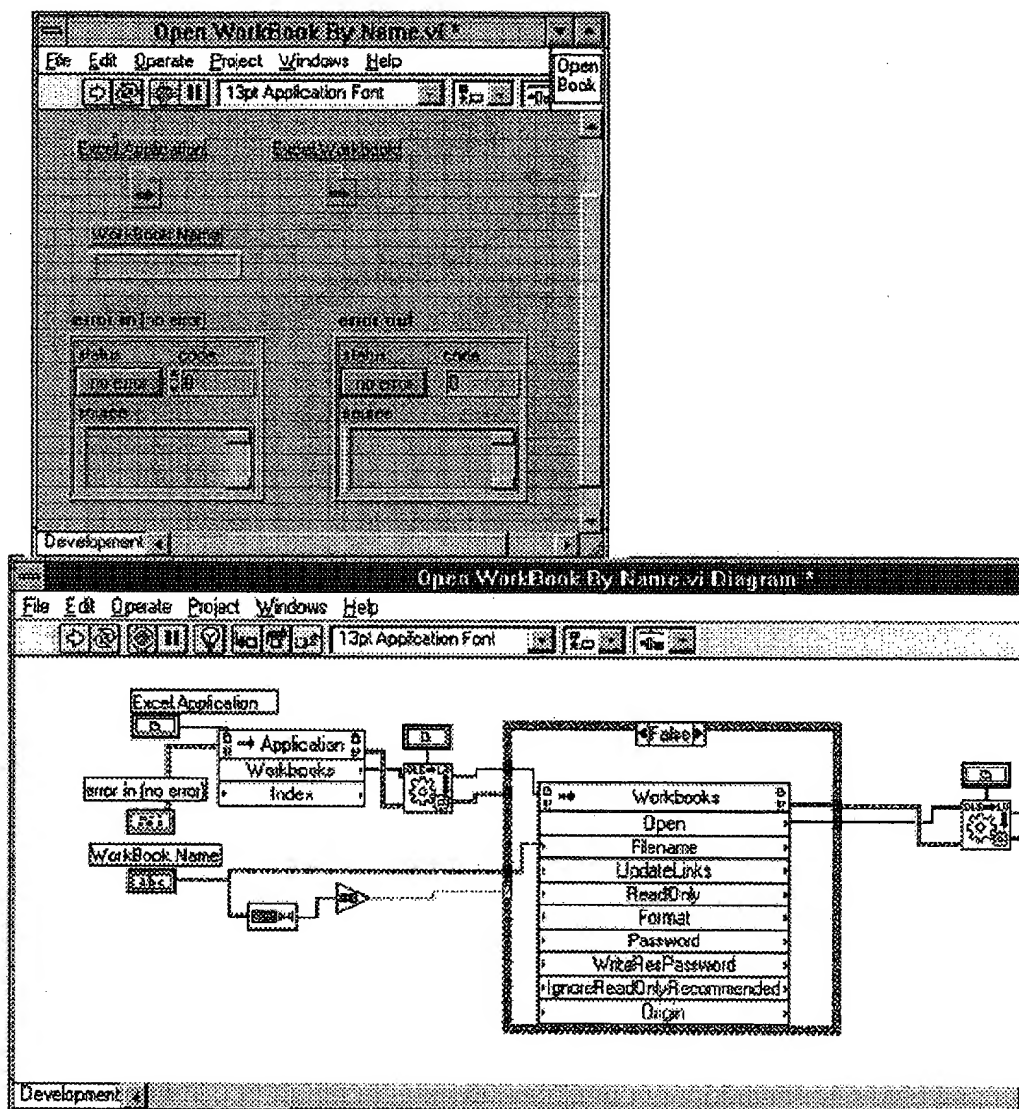 Open WorkBook By Name.vi *
File Edit Operate Project Windows Help
Open Book
13pt Application Font
Excel.Application Excel.Workbook
WorkBook Name
error in (no error) error out
status code status code
no error 0 no error 0
source source
Development
Open WorkBook By Name.vi Diagram *
File Edit Operate Project Windows Help
13pt Application Font
Excel.Application
Application
Workbooks
Index
error in (no error)
WorkBook Name
abc
False
Workbooks
Open
Filename
UpdateLinks
ReadOnly
Format
Password
WriteResPassword
IgnoreReadOnlyRecommended
Origin
Development